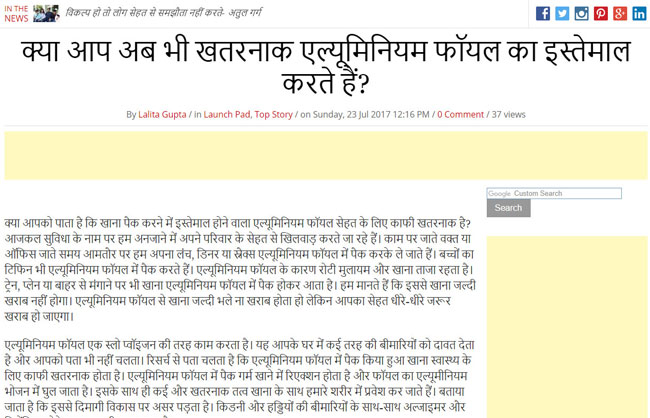 IN THE
NEWS
विकल्प हो तो लोग सेहत से समझौता नहीं करते- अतुल गर्ग
क्या आप अब भी खतरनाक एल्यूमिनियम फॉयल का इस्तेमाल
करते हैं?
By Lalita Gupta / in Launch Pad, Top Story / on Sunday, 23 Jul 2017 12:16 PM / 0 Comment / 37 views
Google Custom Search
Search
क्या आपको पाता है कि खाना पैक करने में इस्तेमाल होने वाला एल्यूमिनियम फॉयल सेहत के लिए काफी खतरनाक है?
आजकल सुविधा के नाम पर हम अनजाने में अपने परिवार के सेहत से खिलवाड़ करते जा रहे हैं। काम पर जाते वक्त या
ऑफिस जाते समय आमतौर पर हम अपना लंच, डिनर या स्नैक्स एल्यूमिनियम फॉयल में पैक करके ले जाते हैं। बच्चों का
टिफिन भी एल्यूमिनियम फॉयल में पैक करते हैं। एल्यूमिनियम फॉयल के कारण रोटी मुलायम और खाना ताजा रहता है।
ट्रेन, प्लेन या बाहर से मंगाने पर भी खाना एल्यूमिनियम फॉयल में पैक होकर आता है। हम मानते हैं कि इससे खाना जल्दी
खराब नहीं होगा। एल्यूमिनियम फॉयल से खाना जल्दी भले ना खराब होता हो लेकिन आपका सेहत धीरे-धीरे जरूर
खराब हो जाएगा।
एल्यूमिनियम फॉयल एक स्लो प्वॉइजन की तरह काम करता है। यह आपके घर में कई तरह की बीमारियों को दावत देता
है और आपको पता भी नहीं चलता। रिसर्च से पता चलता है कि एल्यूमिनियम फॉयल में पैक किया हुआ खाना स्वास्थ्य के
लिए काफी खतरनाक होता है। एल्यूमिनियम फॉयल में पैक गर्म खाने में रिएक्शन होता है और फॉयल का एल्यूमीनियम
भोजन में घुल जाता है। इसके साथ ही कई ओर खतरनाक तत्व खाना के साथ हमारे शरीर में प्रवेश कर जाते हैं। बताया
जाता है कि इससे दिमागी विकास पर असर पड़ता है। किडनी ओर हड्डियों की बीमारियों के साथ-साथ अल्जाइमर ओर